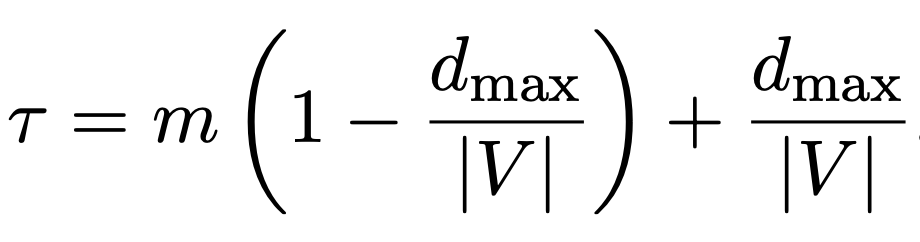 τ = m (1 − d_max/|V|) + d_max/|V|.